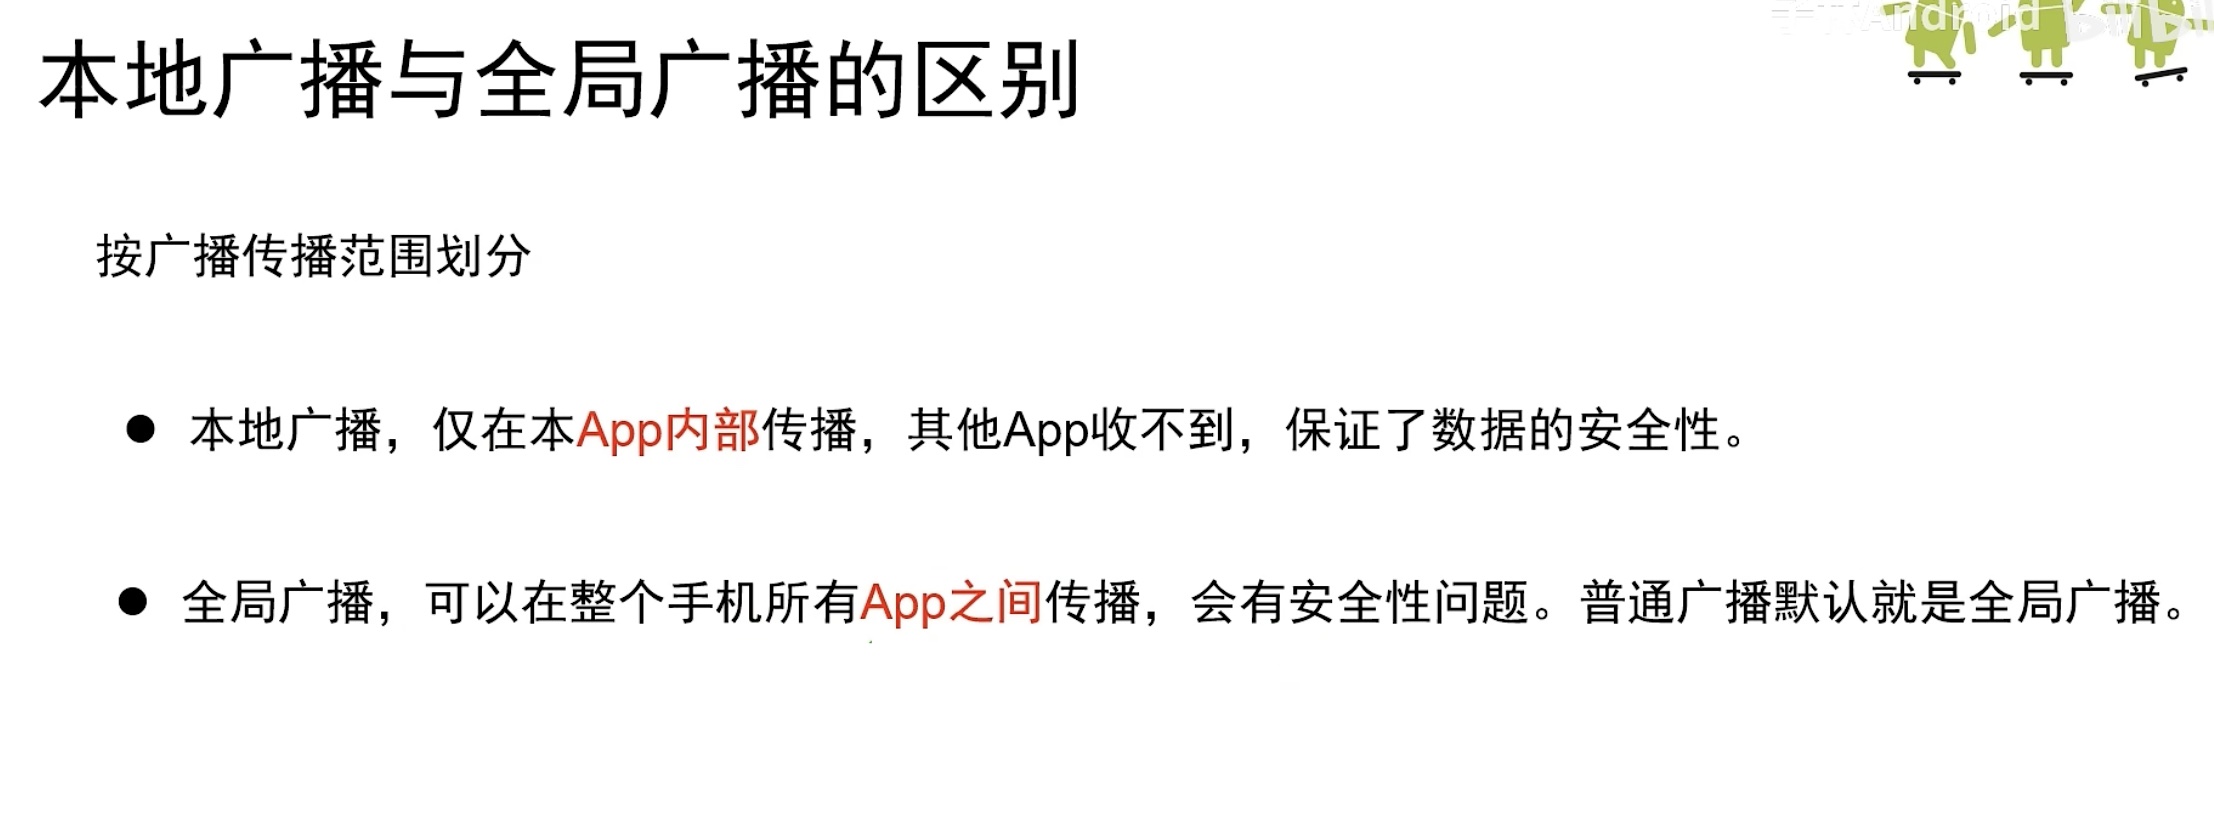 本地广播与全局广播的区别
按广播传播范围划分
● 本地广播，仅在本App内部传播，其他App收不到，保证了数据的安全性。
● 全局广播，可以在整个手机所有App之间传播，会有安全性问题。普通广播默认就是全局广播。